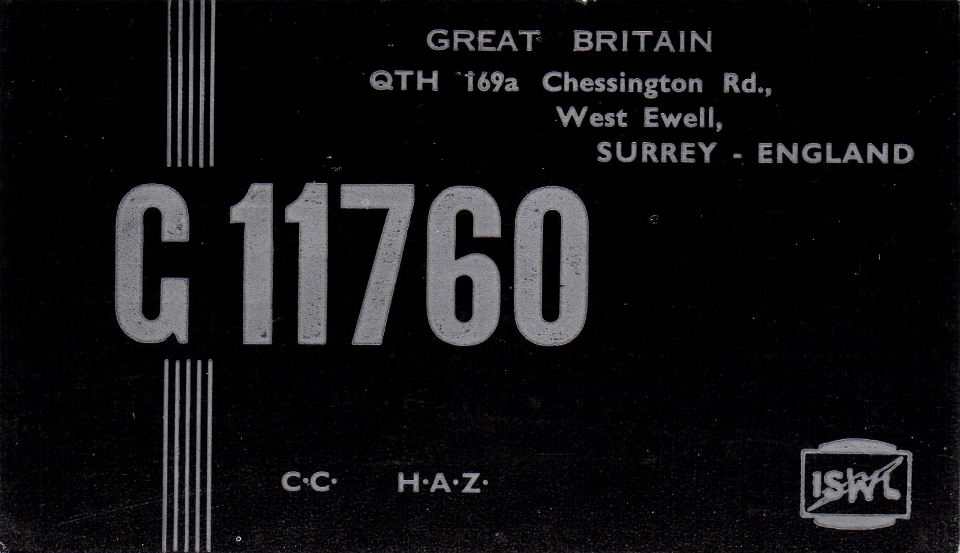 GREAT BRITAIN
QTH 169a Chessington Rd.,
West Ewell,
SURREY - ENGLAND
G 11760
C·C· H·A·Z·
ISWL